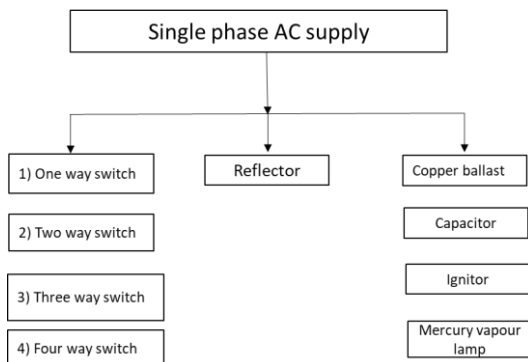 Single phase AC supply
1) One way switch
2) Two way switch
3) Three way switch
4) Four way switch
Reflector
Copper ballast
Capacitor
Ignitor
Mercury vapour
lamp